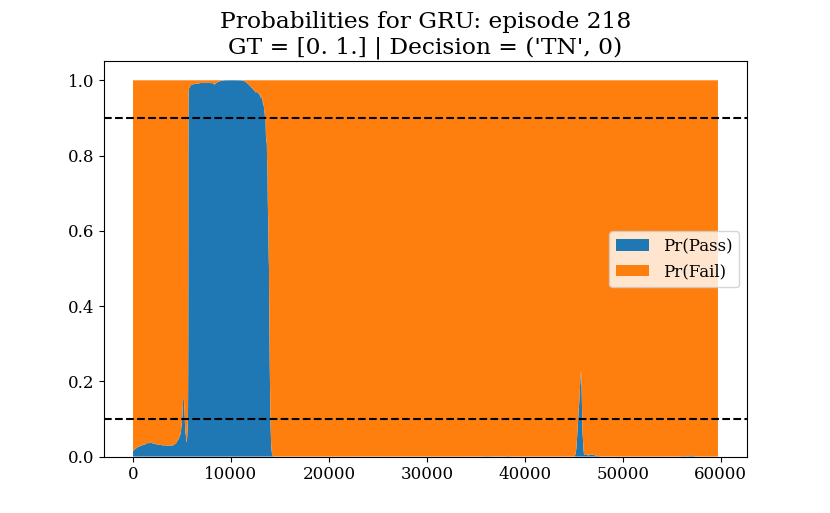 Probabilities for GRU: episode 218
GT = [0. 1.] | Decision = ('TN', 0)
1.0
0.8
0.6
0.4
0.2
0.0
Pr(Pass)
Pr(Fail)
0 10000 20000 30000 40000 50000 60000